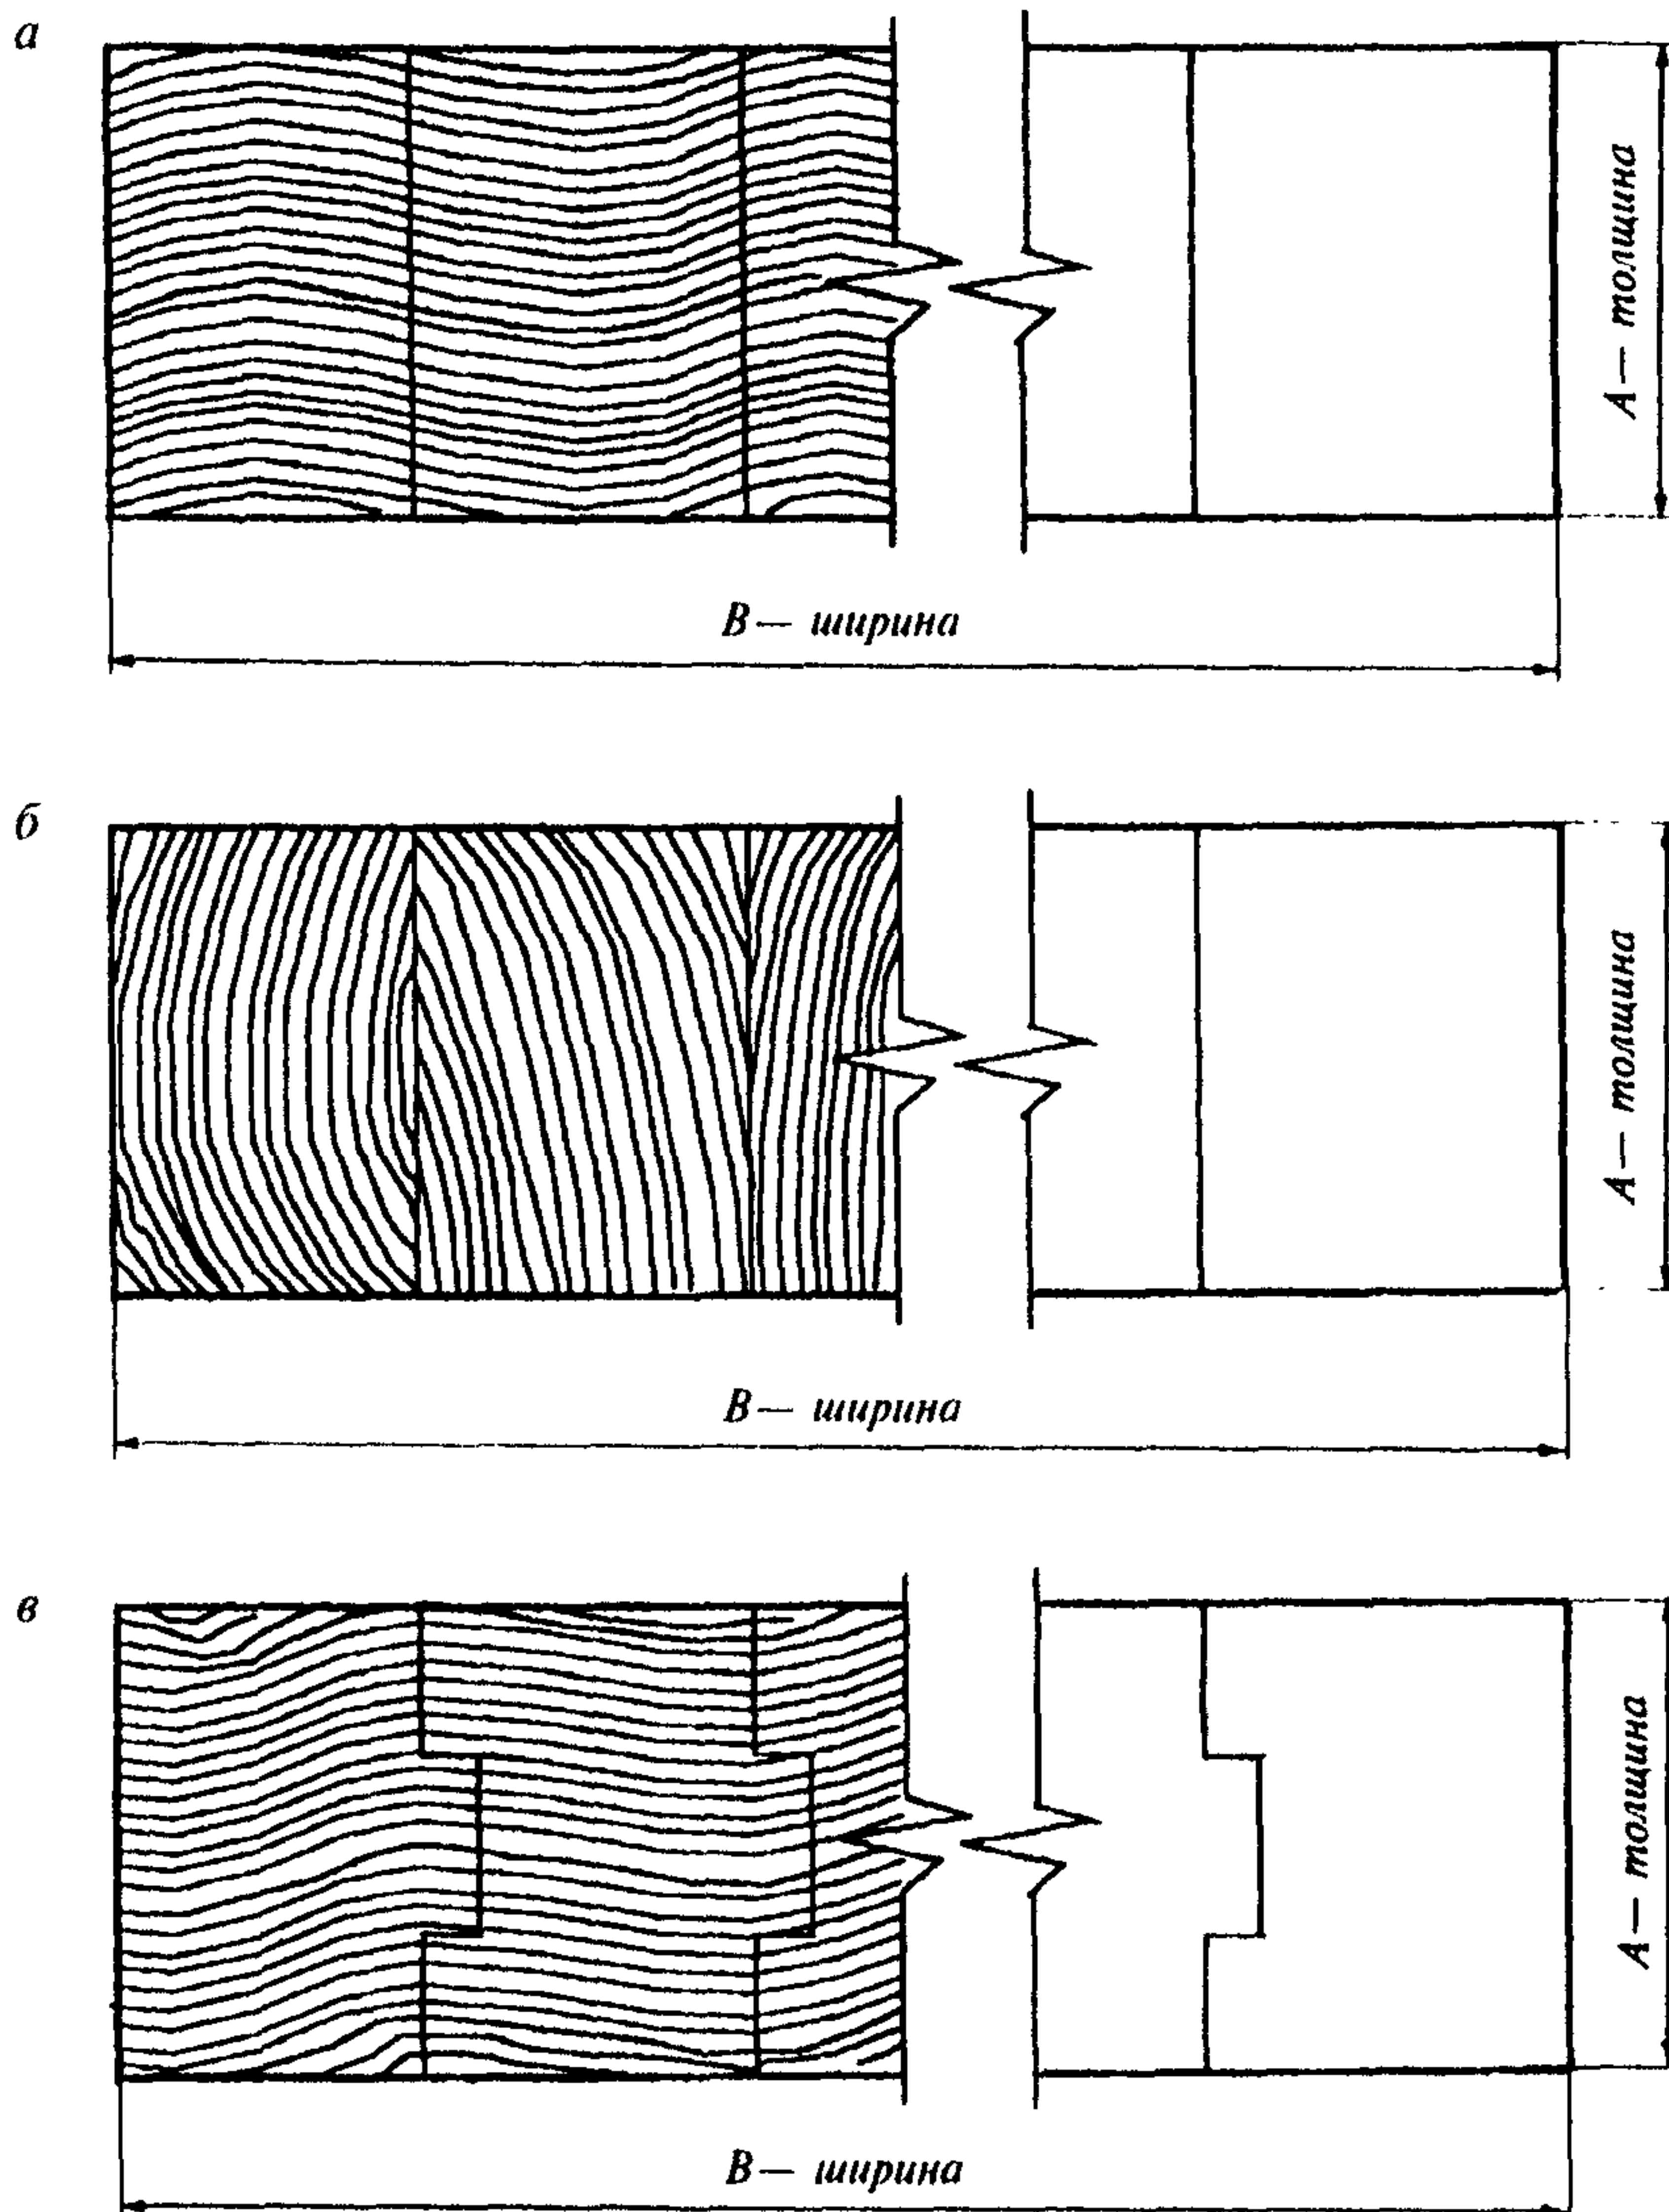 а
А — толщина
В — ширина
б
А — толщина
В — ширина
в
А — толщина
В — ширина